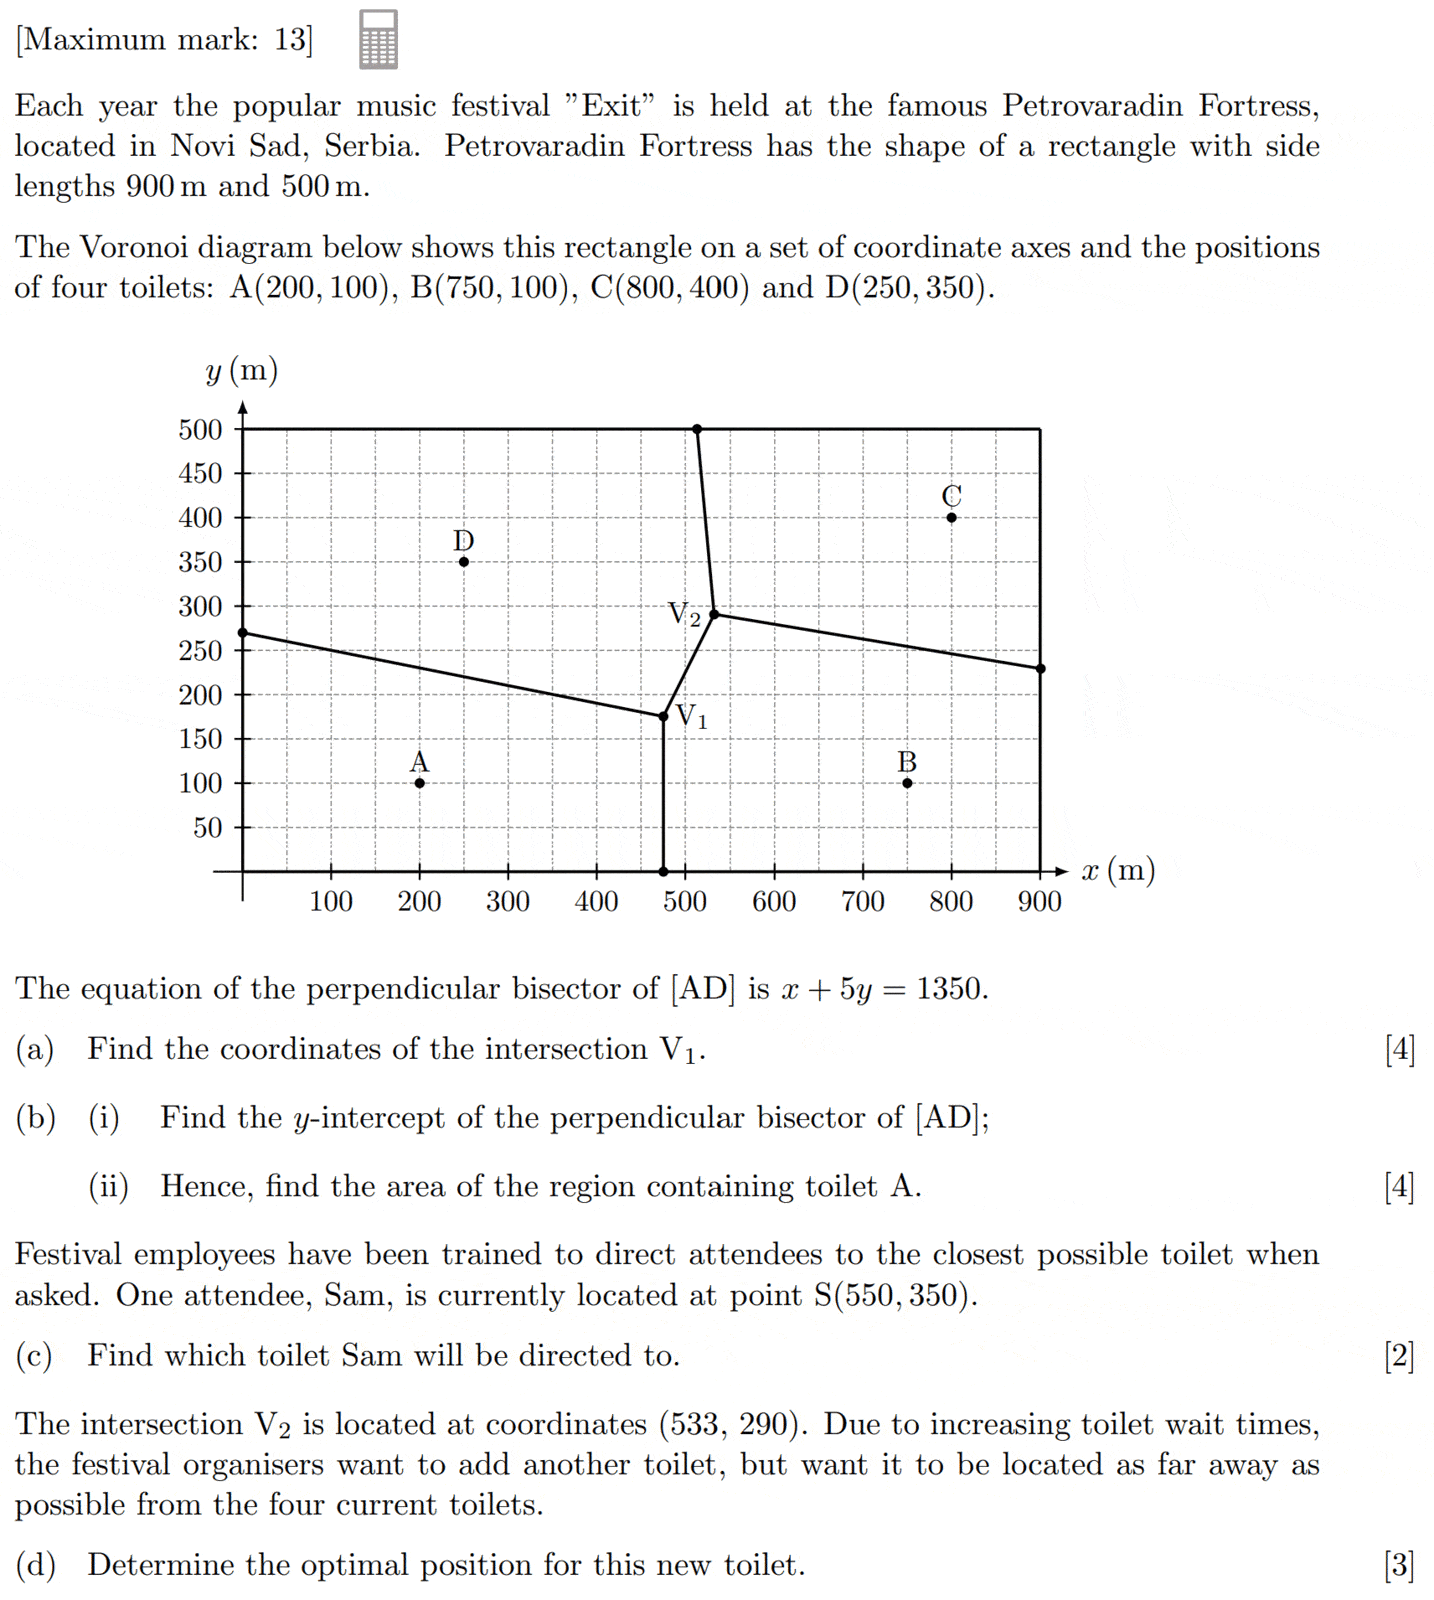 [Maximum mark: 13]
Each year the popular music festival ”Exit” is held at the famous Petrovaradin Fortress,
located in Novi Sad, Serbia. Petrovaradin Fortress has the shape of a rectangle with side
lengths 900 m and 500 m.
The Voronoi diagram below shows this rectangle on a set of coordinate axes and the positions
of four toilets: A(200, 100), B(750, 100), C(800, 400) and D(250, 350).
y (m)
500
450
400
350
300
250
200
150
100
50
C
D
V₂
V₁
A
B
x (m)
100 200 300 400 500 600 700 800 900
The equation of the perpendicular bisector of [AD] is x + 5y = 1350.
(a) Find the coordinates of the intersection V₁. [4]
(b) (i) Find the y-intercept of the perpendicular bisector of [AD];
(ii) Hence, find the area of the region containing toilet A. [4]
Festival employees have been trained to direct attendees to the closest possible toilet when
asked. One attendee, Sam, is currently located at point S(550, 350).
(c) Find which toilet Sam will be directed to. [2]
The intersection V₂ is located at coordinates (533, 290). Due to increasing toilet wait times,
the festival organisers want to add another toilet, but want it to be located as far away as
possible from the four current toilets.
(d) Determine the optimal position for this new toilet. [3]